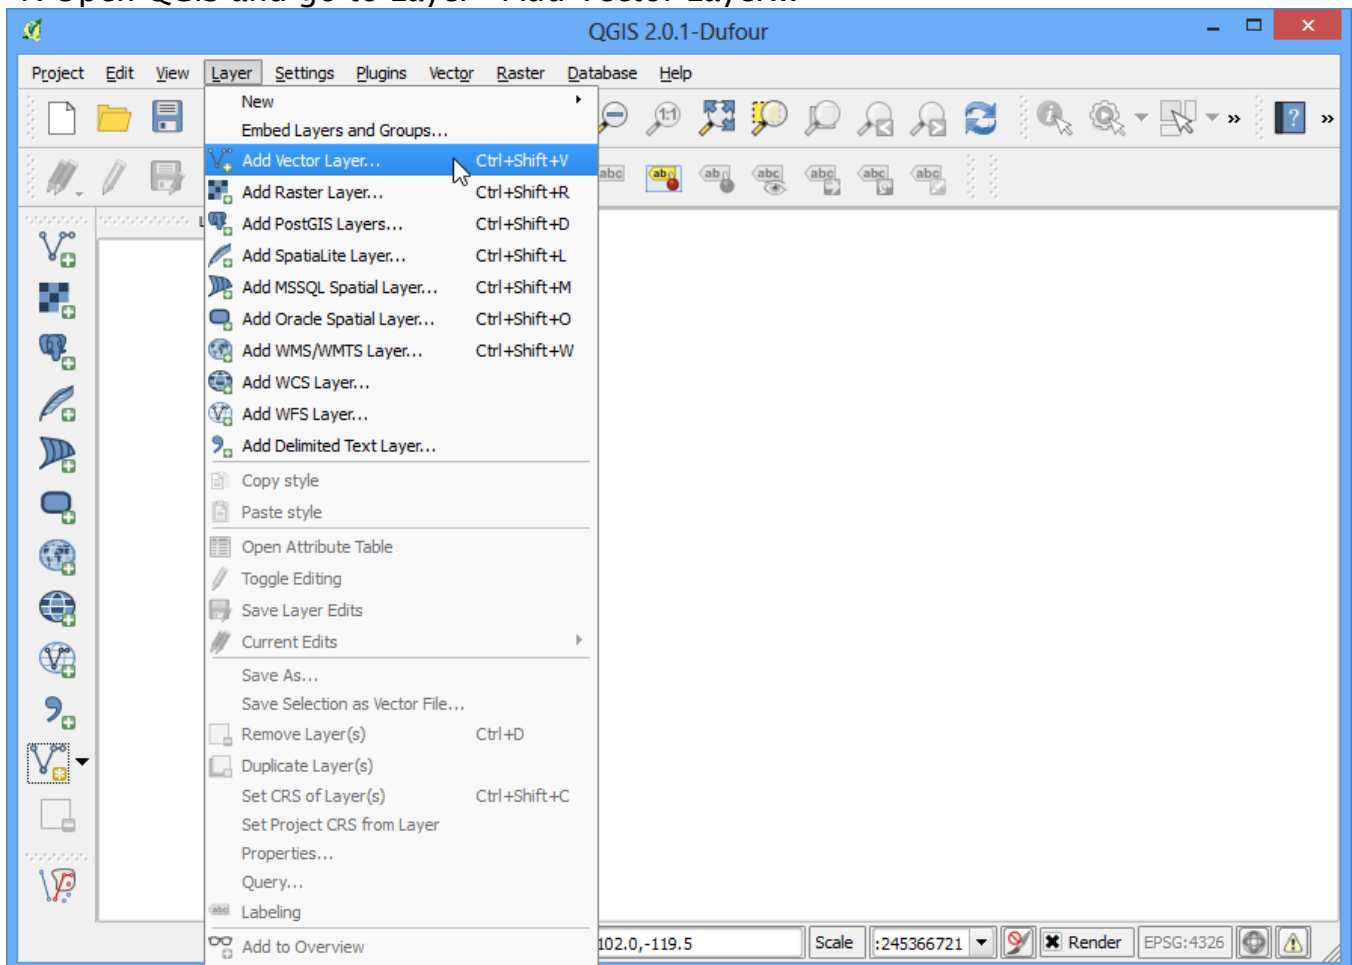 QGIS 2.0.1-Dufour
Project Edit View Layer Settings Plugins Vector Raster Database Help
New
Embed Layers and Groups...
Add Vector Layer... Ctrl+Shift+V
Add Raster Layer... Ctrl+Shift+R
Add PostGIS Layers... Ctrl+Shift+D
Add SpatiaLite Layer... Ctrl+Shift+L
Add MSSQL Spatial Layer... Ctrl+Shift+M
Add Oracle Spatial Layer... Ctrl+Shift+O
Add WMS/WMTS Layer... Ctrl+Shift+W
Add WCS Layer...
Add WFS Layer...
Add Delimited Text Layer...
Copy style
Paste style
Open Attribute Table
Toggle Editing
Save Layer Edits
Current Edits
Save As...
Save Selection as Vector File...
Remove Layer(s) Ctrl+D
Duplicate Layer(s)
Set CRS of Layer(s) Ctrl+Shift+C
Set Project CRS from Layer
Properties...
Query...
Labeling
Add to Overview
102.0,-119.5 Scale :245366721 Render EPSG:4326